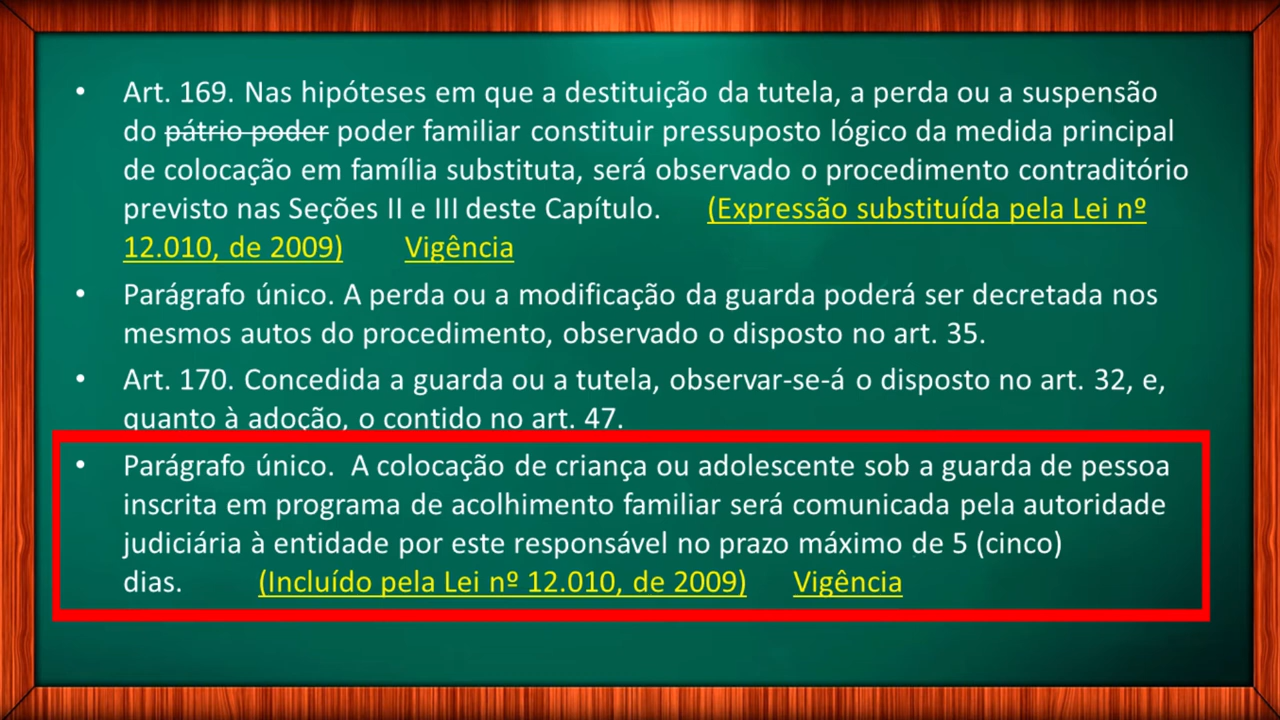 • Art. 169. Nas hipóteses em que a destituição da tutela, a perda ou a suspensão
do pátrio poder poder familiar constituir pressuposto lógico da medida principal
de colocação em família substituta, será observado o procedimento contraditório
previsto nas Seções II e III deste Capítulo. (Expressão substituída pela Lei nº
12.010, de 2009) Vigência
• Parágrafo único. A perda ou a modificação da guarda poderá ser decretada nos
mesmos autos do procedimento, observado o disposto no art. 35.
• Art. 170. Concedida a guarda ou a tutela, observar-se-á o disposto no art. 32, e,
quanto à adoção, o contido no art. 47.
• Parágrafo único. A colocação de criança ou adolescente sob a guarda de pessoa
inscrita em programa de acolhimento familiar será comunicada pela autoridade
judiciária à entidade por este responsável no prazo máximo de 5 (cinco)
dias. (Incluído pela Lei nº 12.010, de 2009) Vigência